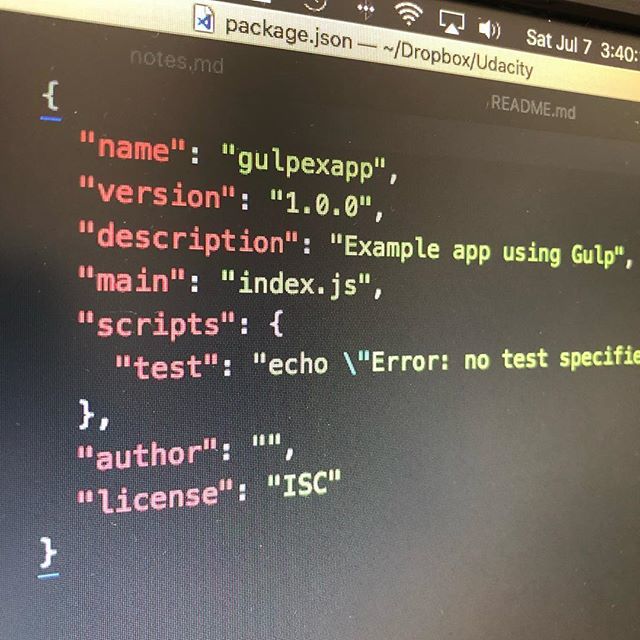 Sat Jul 7 3:40:
package.json — ~/Dropbox/Udacity
notes.md
README.md
{
"name": "gulpexapp",
"version": "1.0.0",
"description": "Example app using Gulp",
"main": "index.js",
"scripts": {
"test": "echo \"Error: no test specifie
},
"author": "",
"license": "ISC"
}